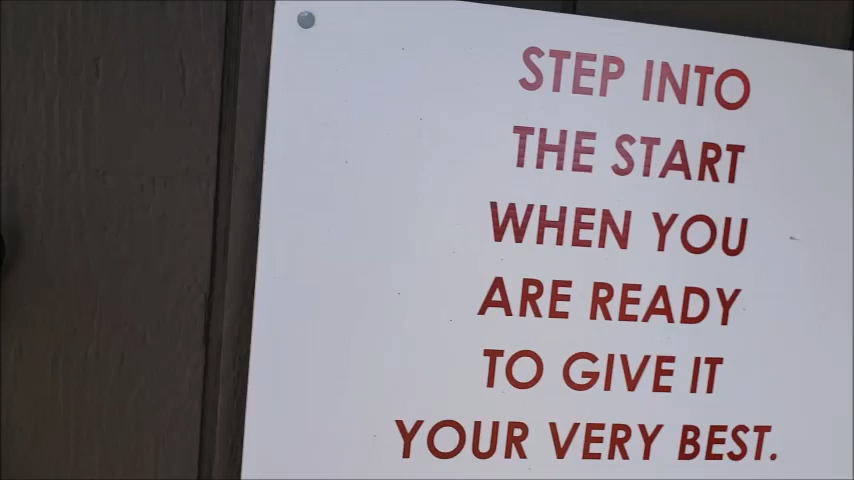 STEP INTO
THE START
WHEN YOU
ARE READY
TO GIVE IT
YOUR VERY BEST.